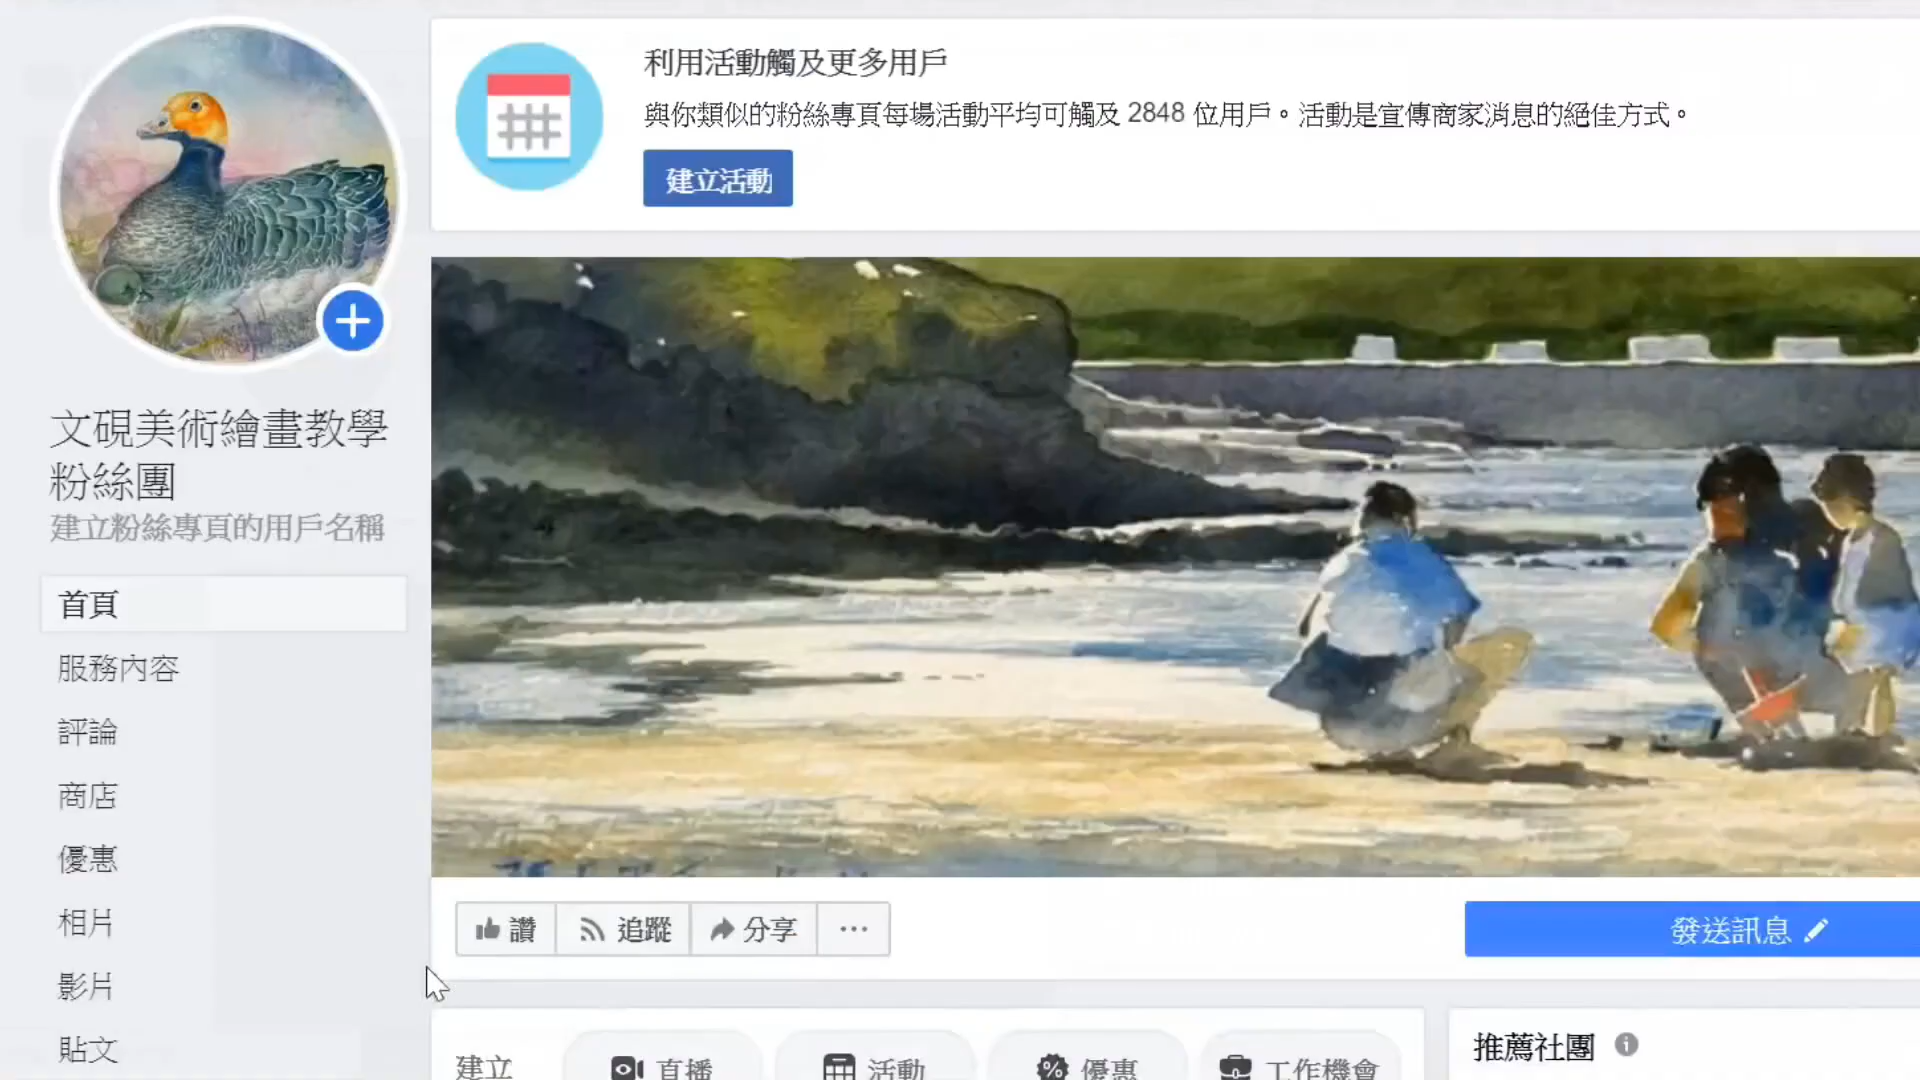 利用活動觸及更多用戶
與你類似的粉絲專頁每場活動平均可觸及 2848 位用戶。活動是宣傳商家消息的絕佳方式。
建立活動
文硯美術繪畫教學
粉絲團
建立粉絲專頁的用戶名稱
首頁
服務內容
評論
商店
優惠
相片
影片
貼文
讚
追蹤
分享
發送訊息
建立
直播
活動
優惠
工作機會
推薦社團